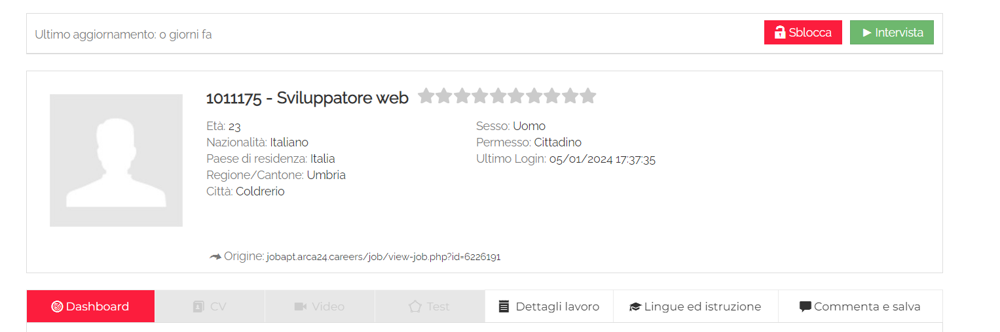 Ultimo aggiornamento: 0 giorni fa
Sblocca
Intervista
1011175 - Sviluppatore web
Età: 23
Nazionalità: Italiano
Paese di residenza: Italia
Regione/Cantone: Umbria
Città: Coldrerio
Sesso: Uomo
Permesso: Cittadino
Ultimo Login: 05/01/2024 17:37:35
Origine: jobapt.arca24.careers/job/view-job.php?id=6226191
Dashboard
CV
Video
Test
Dettagli lavoro
Lingue ed istruzione
Commenta e salva